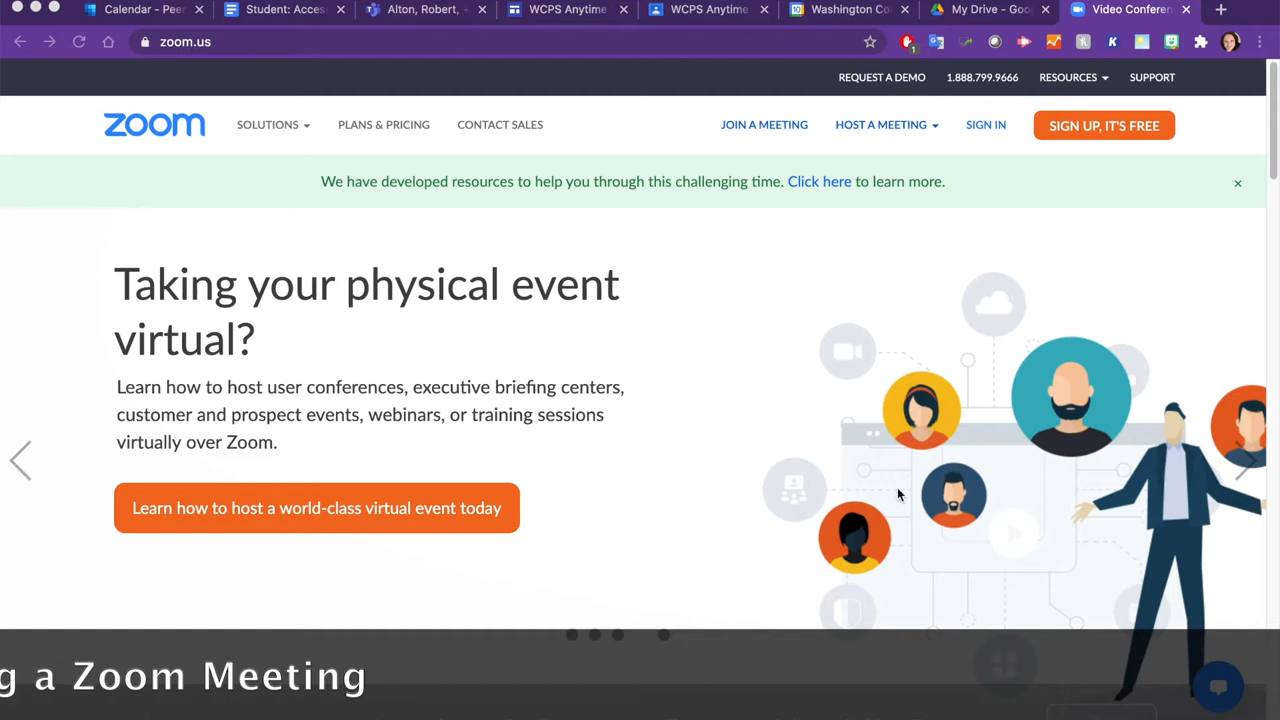 Calendar - Peer
Student: Acces
Alton, Robert, +
WCPS Anytime
WCPS Anytime
Washington Co
My Drive - Goo
Video Conferen
zoom.us
1
REQUEST A DEMO 1.888.799.9666 RESOURCES SUPPORT
zoom SOLUTIONS PLANS & PRICING CONTACT SALES JOIN A MEETING HOST A MEETING SIGN IN SIGN UP, IT'S FREE
We have developed resources to help you through this challenging time. Click here to learn more. ×
Taking your physical event
virtual?
Learn how to host user conferences, executive briefing centers,
customer and prospect events, webinars, or training sessions
virtually over Zoom.
Learn how to host a world-class virtual event today
g a Zoom Meeting